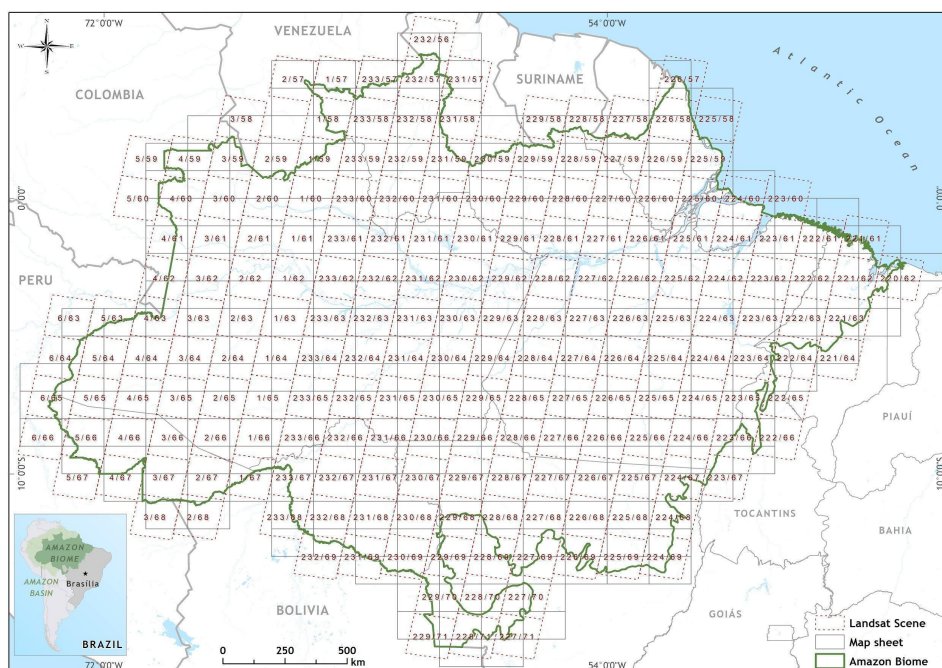 72°0'0"W
54°0'0"W
N
W E
S
VENEZUELA
COLOMBIA
SURINAME
Atlantic
Ocean
232/56
2/57 1/57 233/57 232/57 231/57 226/57
3/58 1/58 233/58 232/58 231/58 229/58 228/58 227/58 226/58 225/58
5/59 4/59 3/59 2/59 1/59 233/59 232/59 231/59 230/59 229/59 228/59 227/59 226/59 225/59
0°0'0"
5/60 4/60 3/60 2/60 1/60 233/60 232/60 231/60 230/60 229/60 228/60 227/60 226/60 225/60 224/60 223/60
0°0'0"
4/61 3/61 2/61 1/61 233/61 232/61 231/61 230/61 229/61 228/61 227/61 226/61 225/61 224/61 223/61 222/61 221/61
PERU
4/62 3/62 2/62 1/62 233/62 232/62 231/62 230/62 229/62 228/62 227/62 226/62 225/62 224/62 223/62 222/62 221/62 220/62
6/63 5/63 4/63 3/63 2/63 1/63 233/63 232/63 231/63 230/63 229/63 228/63 227/63 226/63 225/63 224/63 223/63 222/63 221/63
6/64 5/64 4/64 3/64 2/64 1/64 233/64 232/64 231/64 230/64 229/64 228/64 227/64 226/64 225/64 224/64 223/64 222/64 221/64
6/65 5/65 4/65 3/65 2/65 1/65 233/65 232/65 231/65 230/65 229/65 228/65 227/65 226/65 225/65 224/65 223/65 222/65
PIAUÍ
6/66 5/66 4/66 3/66 2/66 1/66 233/66 232/66 231/66 230/66 229/66 228/66 227/66 226/66 225/66 224/66 223/66 222/66
10°0'0"S
5/67 4/67 3/67 2/67 1/67 233/67 232/67 231/67 230/67 229/67 228/67 227/67 226/67 225/67 224/67 223/67
10°0'0"S
3/68 2/68 233/68 232/68 231/68 230/68 229/68 228/68 227/68 226/68 225/68 224/68
TOCANTINS
BAHIA
232/69 231/69 230/69 229/69 228/69 227/69 226/69 225/69 224/69
229/70 228/70 227/70
229/71 228/71 227/71
BOLIVIA
GOIÁS
AMAZON
BIOME
Brasília
AMAZON
BASIN
BRAZIL
72°0'0"W
0 250 500
km
54°0'0"W
Landsat Scene
Map sheet
Amazon Biome